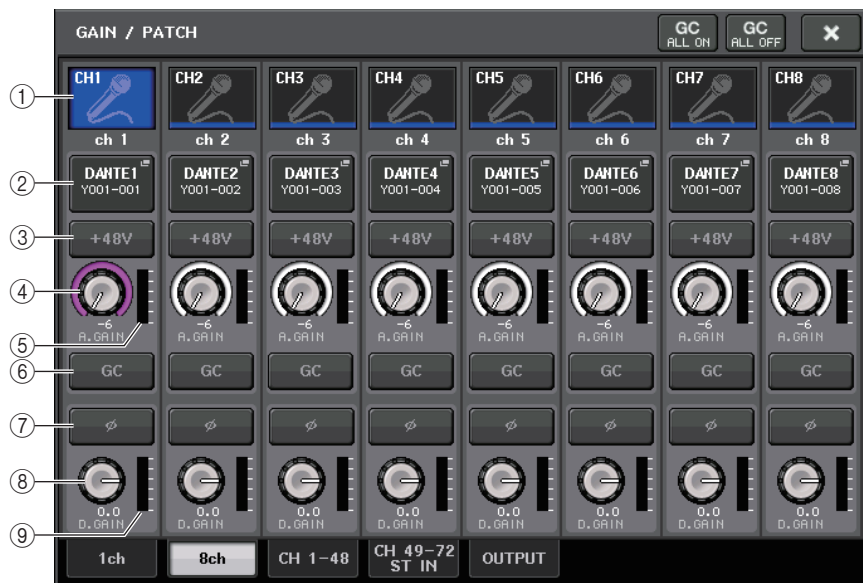 GAIN / PATCH
GC ALL ON
GC ALL OFF
×
① CH1 CH2 CH3 CH4 CH5 CH6 CH7 CH8
ch 1 ch 2 ch 3 ch 4 ch 5 ch 6 ch 7 ch 8
② DANTE1 DANTE2 DANTE3 DANTE4 DANTE5 DANTE6 DANTE7 DANTE8
Y001-001 Y001-002 Y001-003 Y001-004 Y001-005 Y001-006 Y001-007 Y001-008
③ +48V +48V +48V +48V +48V +48V +48V +48V
④
-6 -6 -6 -6 -6 -6 -6 -6
⑤ A.GAIN A.GAIN A.GAIN A.GAIN A.GAIN A.GAIN A.GAIN A.GAIN
⑥ GC GC GC GC GC GC GC GC
⑦ ø ø ø ø ø ø ø ø
⑧
0.0 0.0 0.0 0.0 0.0 0.0 0.0 0.0
⑨ D.GAIN D.GAIN D.GAIN D.GAIN D.GAIN D.GAIN D.GAIN D.GAIN
1ch 8ch CH 1-48 CH 49-72 ST IN OUTPUT